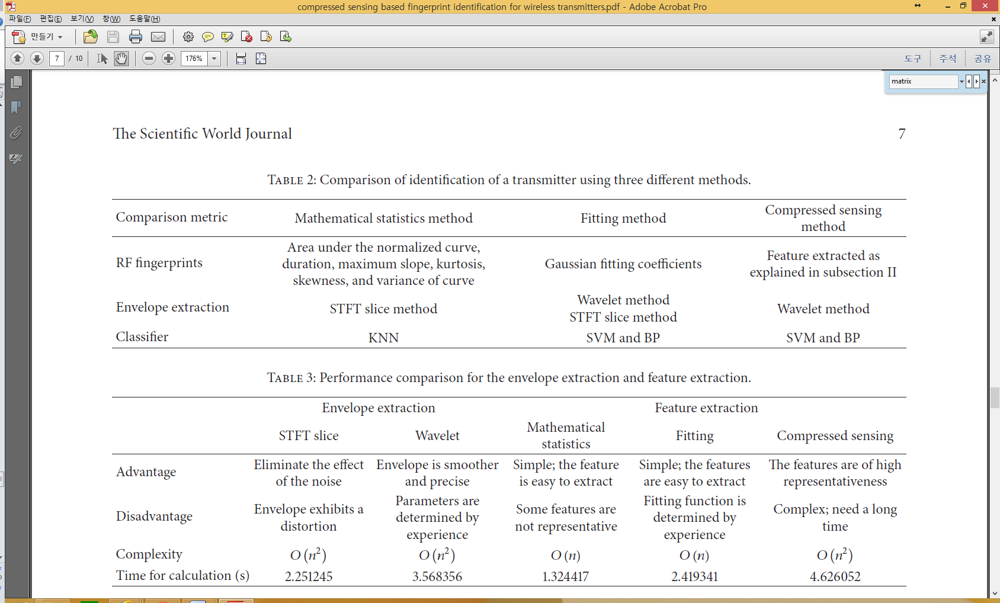 compressed sensing based fingerprint identification for wireless transmitters.pdf - Adobe Acrobat Pro
파일(F) 편집(E) 보기(V) 창(W) 도움말(H)
만들기
7 / 10 176% 도구 주석 공유
matrix
The Scientific World Journal 7
TABLE 2: Comparison of identification of a transmitter using three different methods.
Comparison metric Mathematical statistics method Fitting method Compressed sensing
method
RF fingerprints Area under the normalized curve,
duration, maximum slope, kurtosis,
skewness, and variance of curve
Gaussian fitting coefficients
Feature extracted as
explained in subsection II
Envelope extraction STFT slice method
Wavelet method
STFT slice method
Wavelet method
Classifier KNN SVM and BP SVM and BP
TABLE 3: Performance comparison for the envelope extraction and feature extraction.
Envelope extraction Feature extraction
STFT slice Wavelet
Mathematical
statistics
Fitting Compressed sensing
Advantage
Eliminate the effect
of the noise
Envelope is smoother
and precise
Simple; the feature
is easy to extract
Simple; the features
are easy to extract
The features are of high
representativeness
Disadvantage
Envelope exhibits a
distortion
Parameters are
determined by
experience
Some features are
not representative
Fitting function is
determined by
experience
Complex; need a long
time
Complexity O(n²) O(n²) O(n) O(n) O(n²)
Time for calculation (s) 2.251245 3.568356 1.324417 2.419341 4.626052